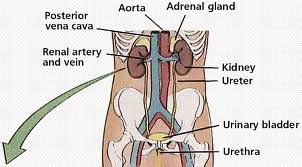 Posterior
vena cava
Aorta
Adrenal gland
Renal artery
and vein
Kidney
Ureter
Urinary bladder
Urethra